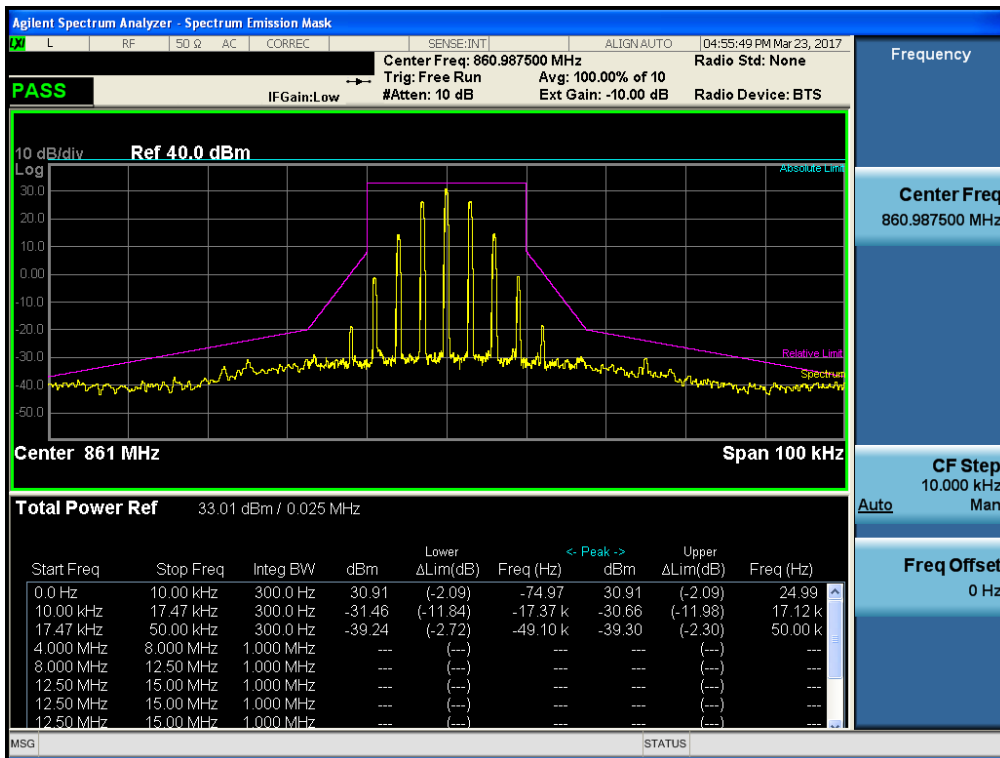 Agilent Spectrum Analyzer - Spectrum Emission Mask
LXI L RF 50 Ω AC CORREC SENSE:INT ALIGN AUTO 04:55:49 PM Mar 23, 2017
Center Freq: 860.987500 MHz Radio Std: None
Trig: Free Run Avg: 100.00% of 10
PASS IFGain:Low #Atten: 10 dB Ext Gain: -10.00 dB Radio Device: BTS
10 dB/div Ref 40.0 dBm
Log
Absolute Limit
30.0
20.0
10.0
0.00
-10.0
-20.0
-30.0
Relative Limit
Spectrum
-40.0
-50.0
Center 861 MHz Span 100 kHz
Total Power Ref 33.01 dBm / 0.025 MHz
Lower <- Peak -> Upper
Start Freq Stop Freq Integ BW dBm ΔLim(dB) Freq (Hz) dBm ΔLim(dB) Freq (Hz)
0.0 Hz 10.00 kHz 300.0 Hz 30.91 (-2.09) -74.97 30.91 (-2.09) 24.99
10.00 kHz 17.47 kHz 300.0 Hz -31.46 (-11.84) -17.37 k -30.66 (-11.98) 17.12 k
17.47 kHz 50.00 kHz 300.0 Hz -39.24 (-2.72) -49.10 k -39.30 (-2.30) 50.00 k
4.000 MHz 8.000 MHz 1.000 MHz --- (---) --- --- (---) ---
8.000 MHz 12.50 MHz 1.000 MHz --- (---) --- --- (---) ---
12.50 MHz 15.00 MHz 1.000 MHz --- (---) --- --- (---) ---
12.50 MHz 15.00 MHz 1.000 MHz --- (---) --- --- (---) ---
12.50 MHz 15.00 MHz 1.000 MHz --- (---) --- --- (---) ---
MSG STATUS
Frequency
Center Freq
860.987500 MHz
CF Step
10.000 kHz
Auto Man
Freq Offset
0 Hz